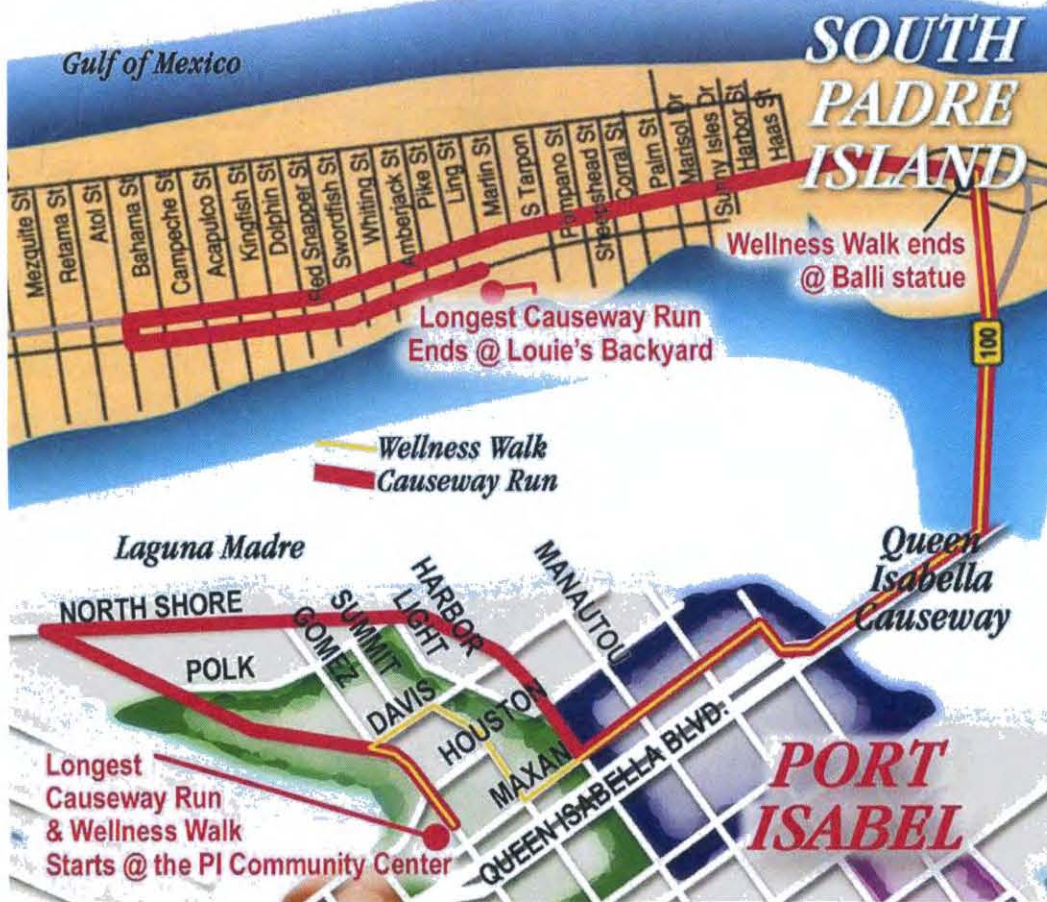 Gulf of Mexico
SOUTH
PADRE
ISLAND
Mezquite St
Retama St
Atol St
Bahama St
Campeche St
Acapulco St
Kingfish St
Dolphin St
Red Snapper St
Swordfish St
Whiting St
Amberjack St
Pike St
Ling St
Marlin St
S Tarpon
Pompano St
Sheepshead St
Corral St
Palm St
Marisol Dr
Sunny Isles Dr
Harbor St
Haas St
Wellness Walk ends
@ Balli statue
Longest Causeway Run
Ends @ Louie's Backyard
100
Wellness Walk
Causeway Run
Laguna Madre
Queen
Isabella
Causeway
NORTH SHORE
POLK
GOMEZ
SUMMIT
LIGHT
HARBOR
MANAUTOU
DAVIS
HOUSTON
MAXAN
QUEEN ISABELLA BLVD.
PORT
ISABEL
Longest
Causeway Run
& Wellness Walk
Starts @ the PI Community Center